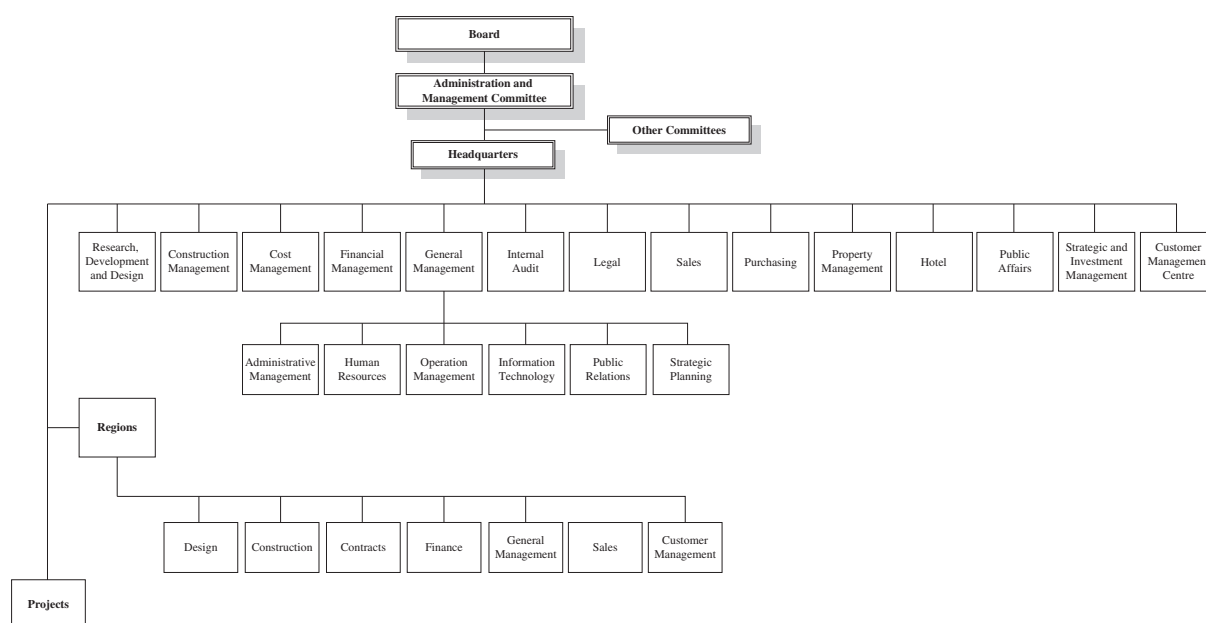 Board
Administration and
Management Committee
Other Committees
Headquarters
Research,
Development
and Design
Construction
Management
Cost
Management
Financial
Management
General
Management
Internal
Audit
Legal
Sales
Purchasing
Property
Management
Hotel
Public
Affairs
Strategic and
Investment
Management
Customer
Management
Centre
Administrative
Management
Human
Resources
Operation
Management
Information
Technology
Public
Relations
Strategic
Planning
Regions
Design
Construction
Contracts
Finance
General
Management
Sales
Customer
Management
Projects